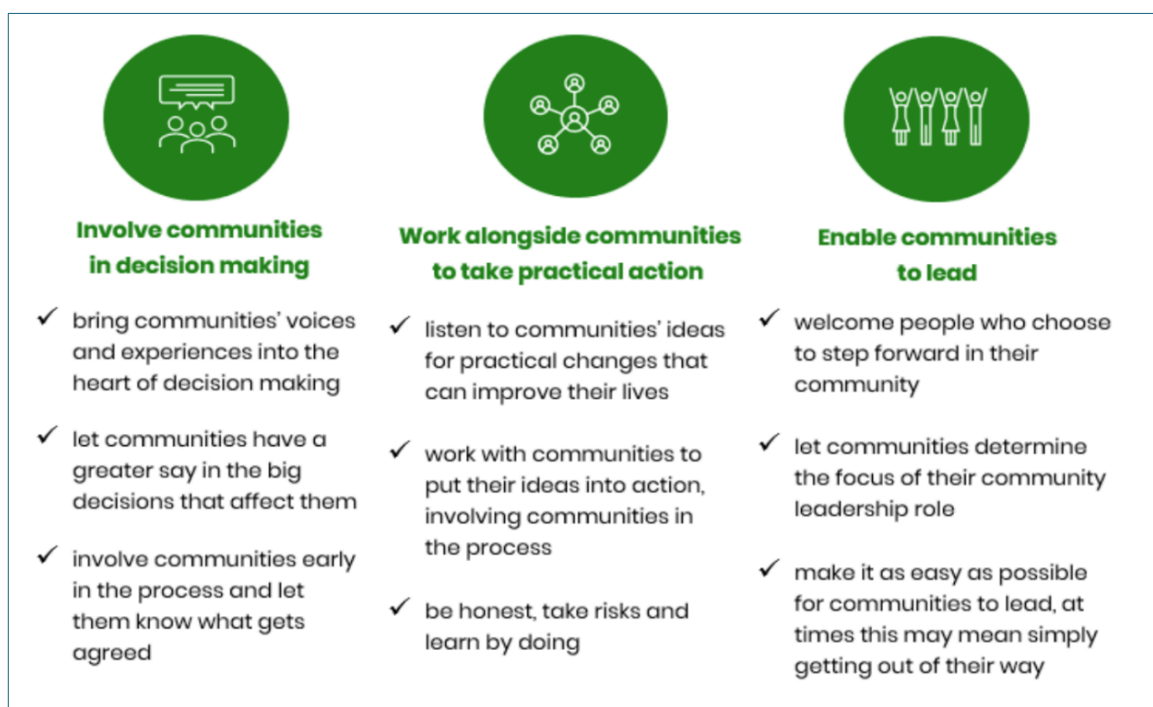 Involve communities
in decision making
✓ bring communities' voices
and experiences into the
heart of decision making
✓ let communities have a
greater say in the big
decisions that affect them
✓ involve communities early
in the process and let
them know what gets
agreed
Work alongside communities
to take practical action
✓ listen to communities' ideas
for practical changes that
can improve their lives
✓ work with communities to
put their ideas into action,
involving communities in
the process
✓ be honest, take risks and
learn by doing
Enable communities
to lead
✓ welcome people who choose
to step forward in their
community
✓ let communities determine
the focus of their community
leadership role
✓ make it as easy as possible
for communities to lead, at
times this may mean simply
getting out of their way